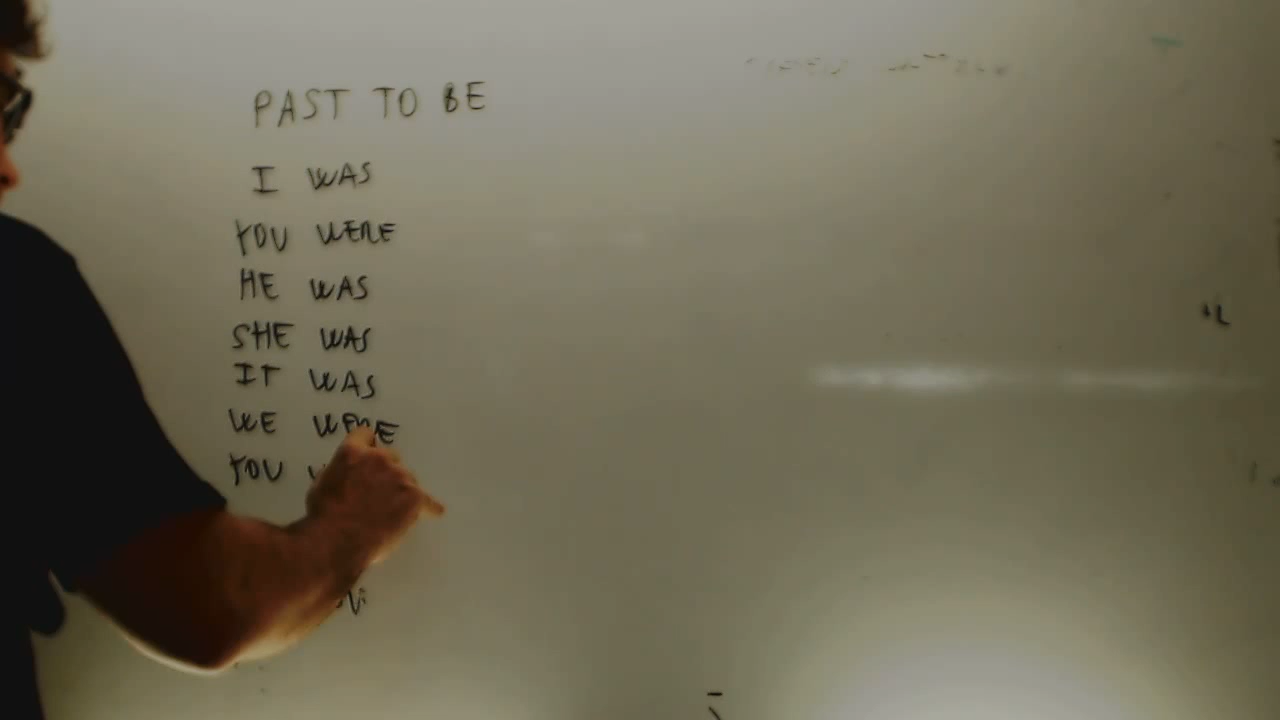 PAST TO BE
I WAS
YOU WERE
HE WAS
SHE WAS
IT WAS
WE WERE
YOU